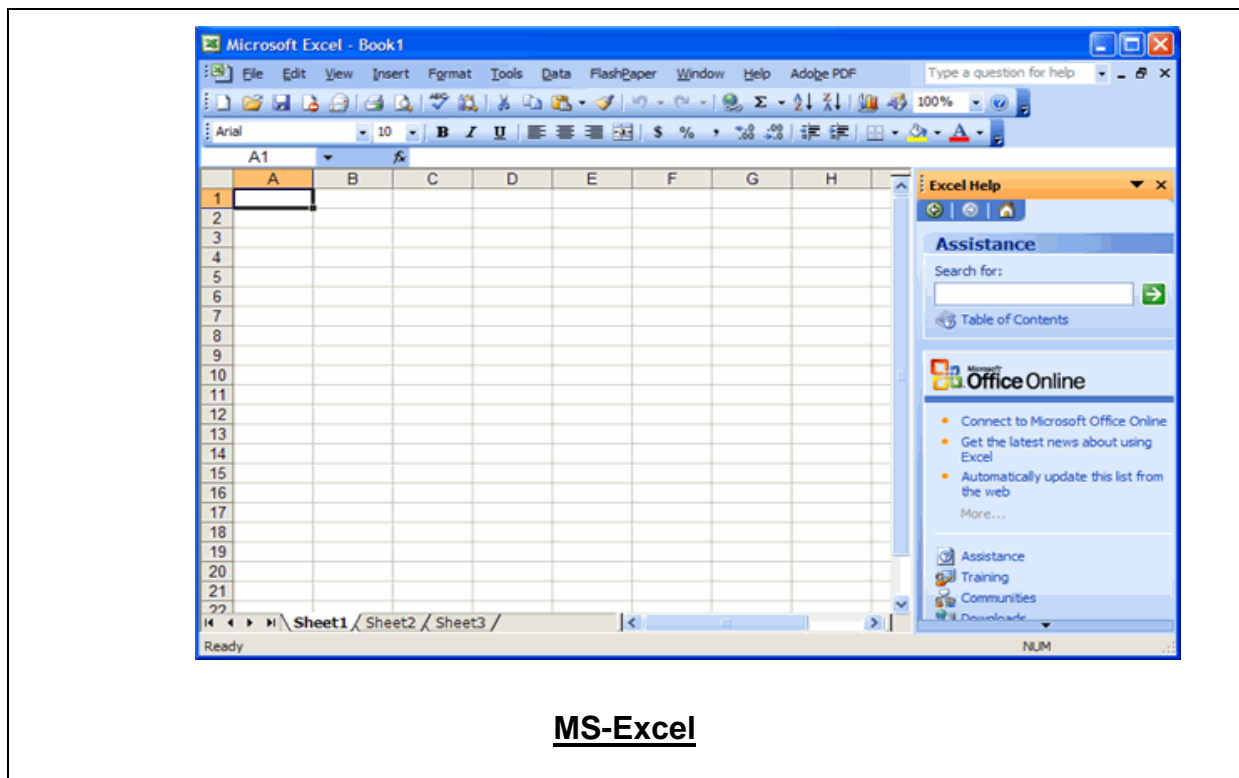 Microsoft Excel - Book1
File Edit View Insert Format Tools Data FlashPaper Window Help Adobe PDF Type a question for help
100%
Arial 10 B I U $ % ,
A1 fx
A B C D E F G H
Excel Help
1
2
3
4
5
6
7
8
9
10
11
12
13
14
15
16
17
18
19
20
21
22
Assistance
Search for:
Table of Contents
Microsoft
Office Online
Connect to Microsoft Office Online
Get the latest news about using
Excel
Automatically update this list from
the web
More...
Assistance
Training
Communities
Downloads
Sheet1 Sheet2 Sheet3
Ready NUM
MS-Excel